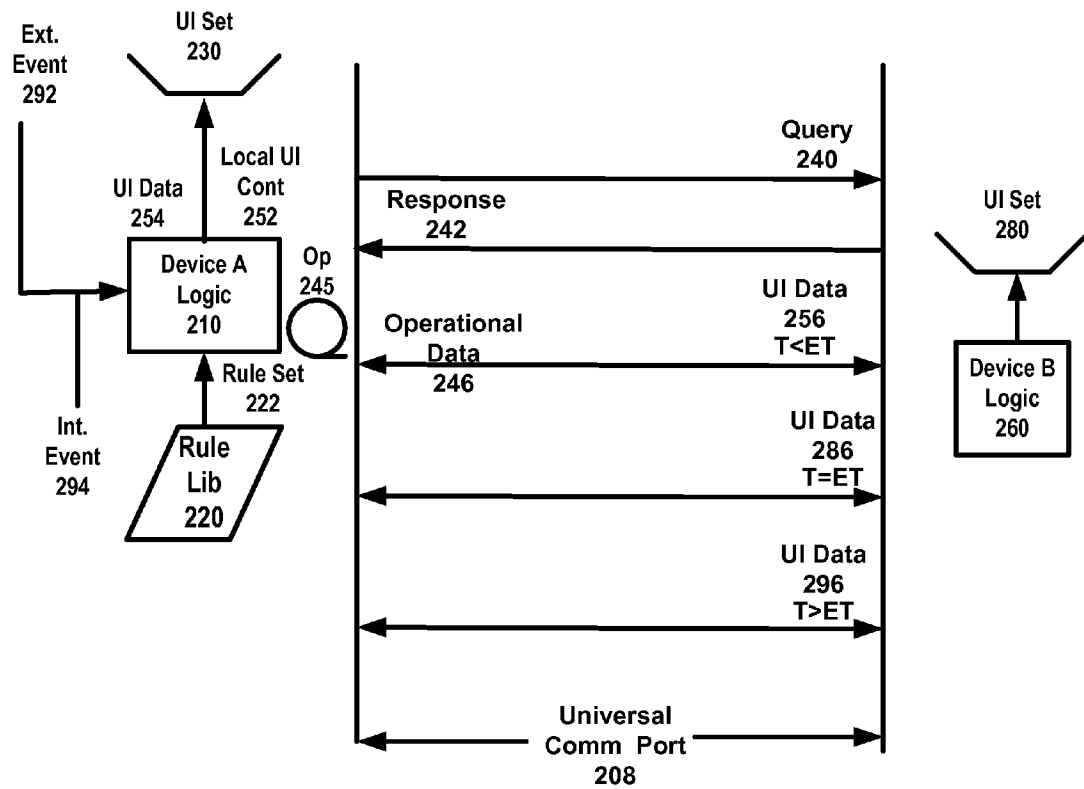 Ext.
Event
292
UI Set
230
UI Data
254
Local UI
Cont
252
Device A
Logic
210
Op
245
Rule Set
222
Int.
Event
294
Rule
Lib
220
Query
240
Response
242
Operational
Data
246
UI Data
256
T<ET
UI Data
286
T=ET
UI Data
296
T>ET
Universal
Comm Port
208
UI Set
280
Device B
Logic
260